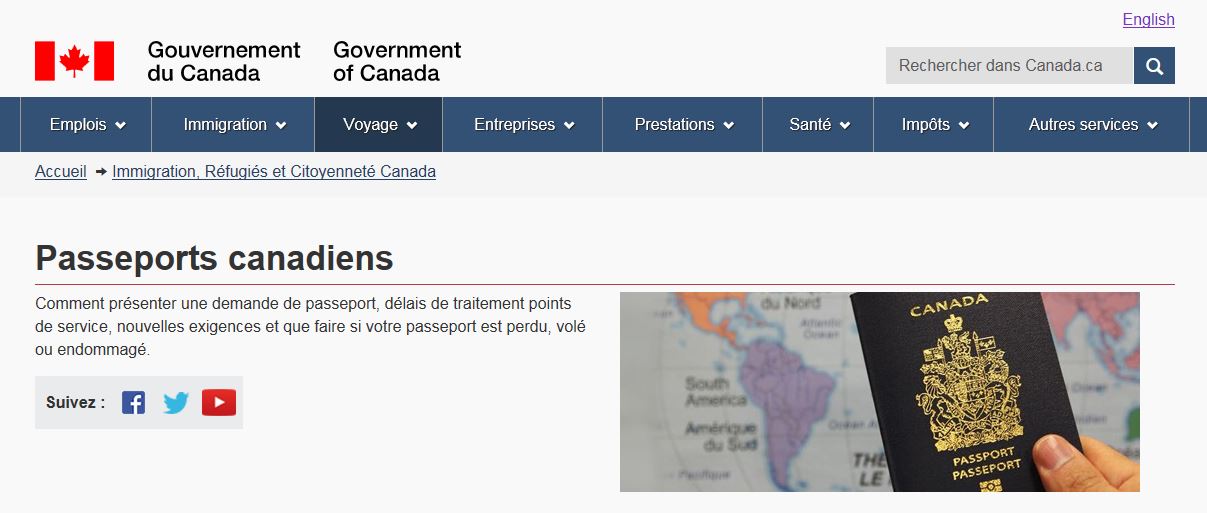 English
Gouvernement
du Canada
Government
of Canada
Rechercher dans Canada.ca
Emplois
Immigration
Voyage
Entreprises
Prestations
Santé
Impôts
Autres services
Accueil
Immigration, Réfugiés et Citoyenneté Canada
Passeports canadiens
Comment présenter une demande de passeport, délais de traitement points
de service, nouvelles exigences et que faire si votre passeport est perdu, volé
ou endommagé.
Suivez :
du Nord
Atlantic
Ocean
South
America
Amérique
du Sud
Pacifique
THE
LE
CANADA
PASSPORT
PASSEPORT